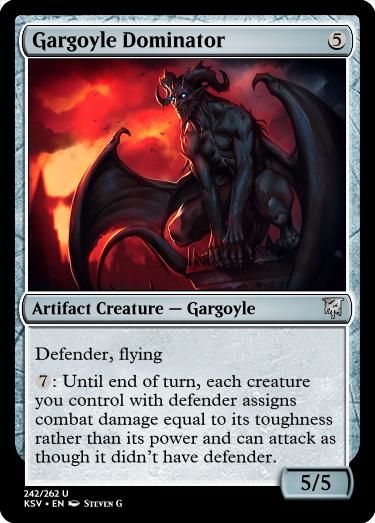 Gargoyle Dominator 5
Artifact Creature — Gargoyle
Defender, flying
7: Until end of turn, each creature
you control with defender assigns
combat damage equal to its toughness
rather than its power and can attack as
though it didn't have defender.
5/5
242/262 U
KSV • EN Steven G